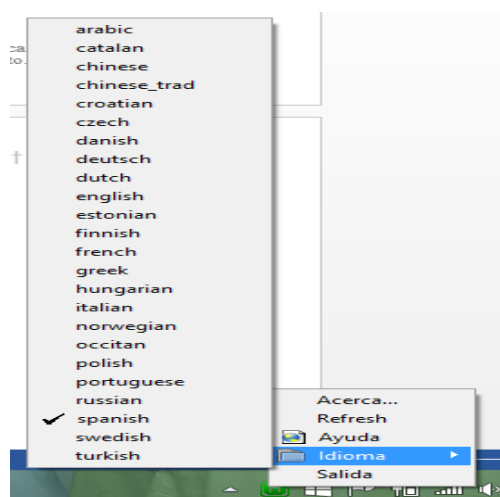 arabic
catalan
chinese
chinese_trad
croatian
czech
danish
deutsch
dutch
english
estonian
finnish
french
greek
hungarian
italian
norwegian
occitan
polish
portuguese
russian
spanish
swedish
turkish
Acerca...
Refresh
Ayuda
Idioma
Salida